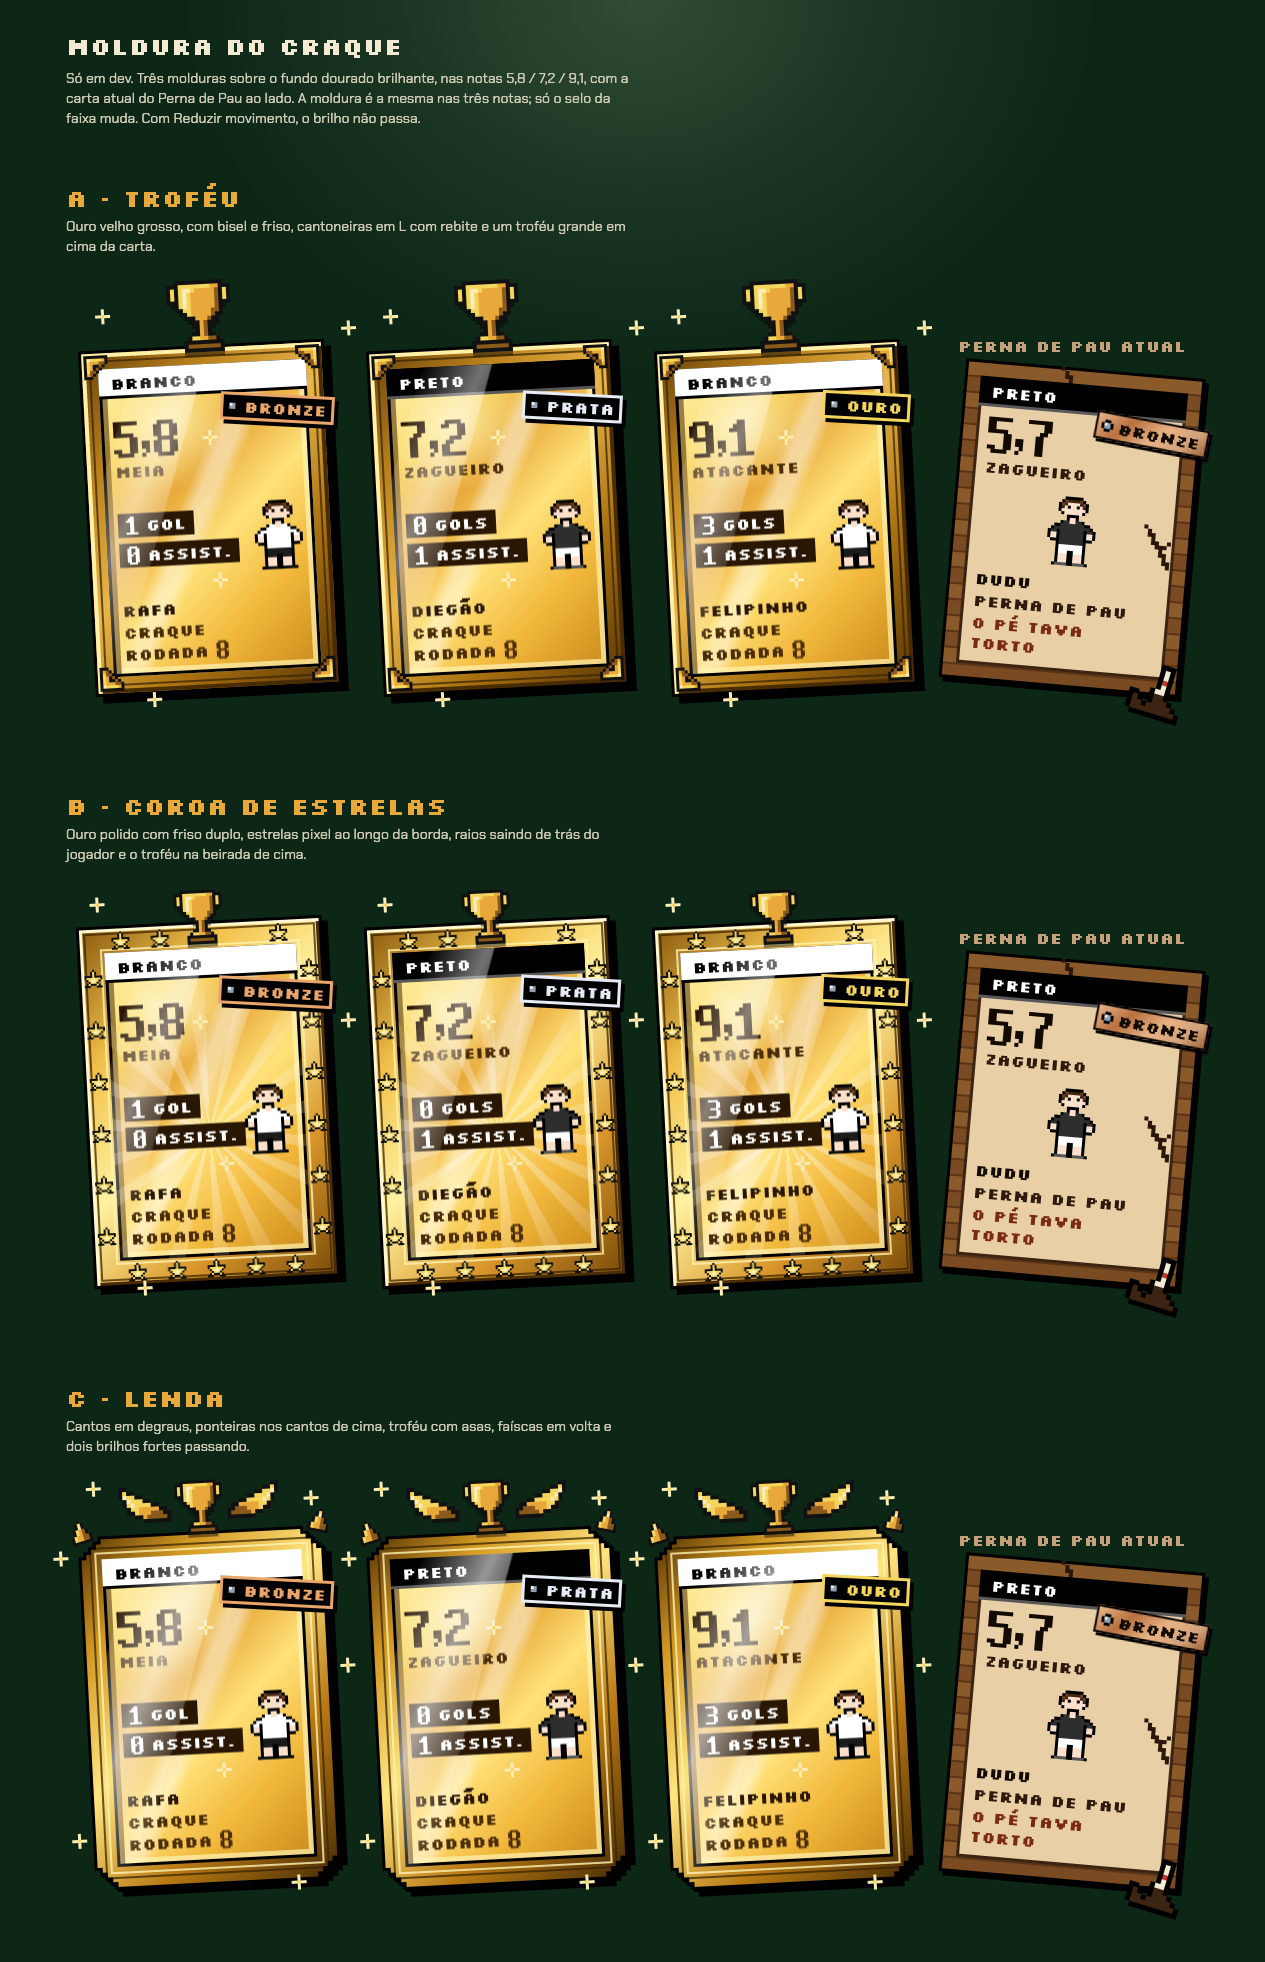 MOLDURA DO CRAQUE
Só em dev. Três molduras sobre o fundo dourado brilhante, nas notas 5,8 / 7,2 / 9,1, com a
carta atual do Perna de Pau ao lado. A moldura é a mesma nas três notas; só o selo da
faixa muda. Com Reduzir movimento, o brilho não passa.
A - TROFÉU
Ouro velho grosso, com bisel e friso, cantoneiras em L com rebite e um troféu grande em
cima da carta.
BRANCO
BRONZE
5,8
MEIA
1 GOL
0 ASSIST.
RAFA
CRAQUE
RODADA 8
PRETO
PRATA
7,2
ZAGUEIRO
0 GOLS
1 ASSIST.
DIEGÃO
CRAQUE
RODADA 8
BRANCO
OURO
9,1
ATACANTE
3 GOLS
1 ASSIST.
FELIPINHO
CRAQUE
RODADA 8
PERNA DE PAU ATUAL
PRETO
BRONZE
5,7
ZAGUEIRO
DUDU
PERNA DE PAU
O PÉ TAVA
TORTO
B - COROA DE ESTRELAS
Ouro polido com friso duplo, estrelas pixel ao longo da borda, raios saindo de trás do
jogador e o troféu na beirada de cima.
BRANCO
BRONZE
5,8
MEIA
1 GOL
0 ASSIST.
RAFA
CRAQUE
RODADA 8
PRETO
PRATA
7,2
ZAGUEIRO
0 GOLS
1 ASSIST.
DIEGÃO
CRAQUE
RODADA 8
BRANCO
OURO
9,1
ATACANTE
3 GOLS
1 ASSIST.
FELIPINHO
CRAQUE
RODADA 8
PERNA DE PAU ATUAL
PRETO
BRONZE
5,7
ZAGUEIRO
DUDU
PERNA DE PAU
O PÉ TAVA
TORTO
C - LENDA
Cantos em degraus, ponteiras nos cantos de cima, troféu com asas, faíscas em volta e
dois brilhos fortes passando.
BRANCO
BRONZE
5,8
MEIA
1 GOL
0 ASSIST.
RAFA
CRAQUE
RODADA 8
PRETO
PRATA
7,2
ZAGUEIRO
0 GOLS
1 ASSIST.
DIEGÃO
CRAQUE
RODADA 8
BRANCO
OURO
9,1
ATACANTE
3 GOLS
1 ASSIST.
FELIPINHO
CRAQUE
RODADA 8
PERNA DE PAU ATUAL
PRETO
BRONZE
5,7
ZAGUEIRO
DUDU
PERNA DE PAU
O PÉ TAVA
TORTO